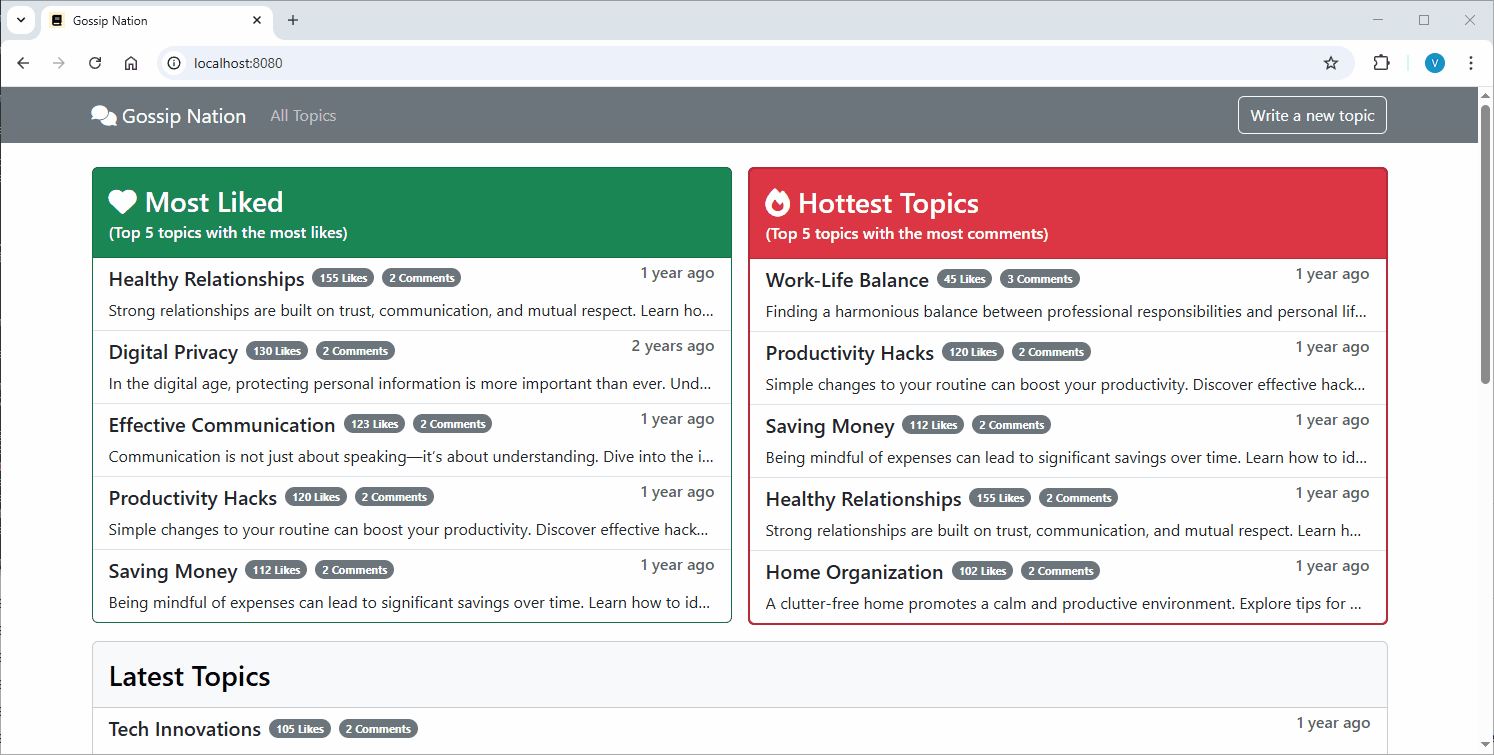 Gossip Nation
localhost:8080
V
Gossip Nation All Topics Write a new topic
Most Liked
(Top 5 topics with the most likes)
Healthy Relationships 155 Likes 2 Comments 1 year ago
Strong relationships are built on trust, communication, and mutual respect. Learn ho...
Digital Privacy 130 Likes 2 Comments 2 years ago
In the digital age, protecting personal information is more important than ever. Und...
Effective Communication 123 Likes 2 Comments 1 year ago
Communication is not just about speaking—it's about understanding. Dive into the i...
Productivity Hacks 120 Likes 2 Comments 1 year ago
Simple changes to your routine can boost your productivity. Discover effective hack...
Saving Money 112 Likes 2 Comments 1 year ago
Being mindful of expenses can lead to significant savings over time. Learn how to id...
Hottest Topics
(Top 5 topics with the most comments)
Work-Life Balance 45 Likes 3 Comments 1 year ago
Finding a harmonious balance between professional responsibilities and personal lif...
Productivity Hacks 120 Likes 2 Comments 1 year ago
Simple changes to your routine can boost your productivity. Discover effective hack...
Saving Money 112 Likes 2 Comments 1 year ago
Being mindful of expenses can lead to significant savings over time. Learn how to id...
Healthy Relationships 155 Likes 2 Comments 1 year ago
Strong relationships are built on trust, communication, and mutual respect. Learn h...
Home Organization 102 Likes 2 Comments 1 year ago
A clutter-free home promotes a calm and productive environment. Explore tips for ...
Latest Topics
Tech Innovations 105 Likes 2 Comments 1 year ago